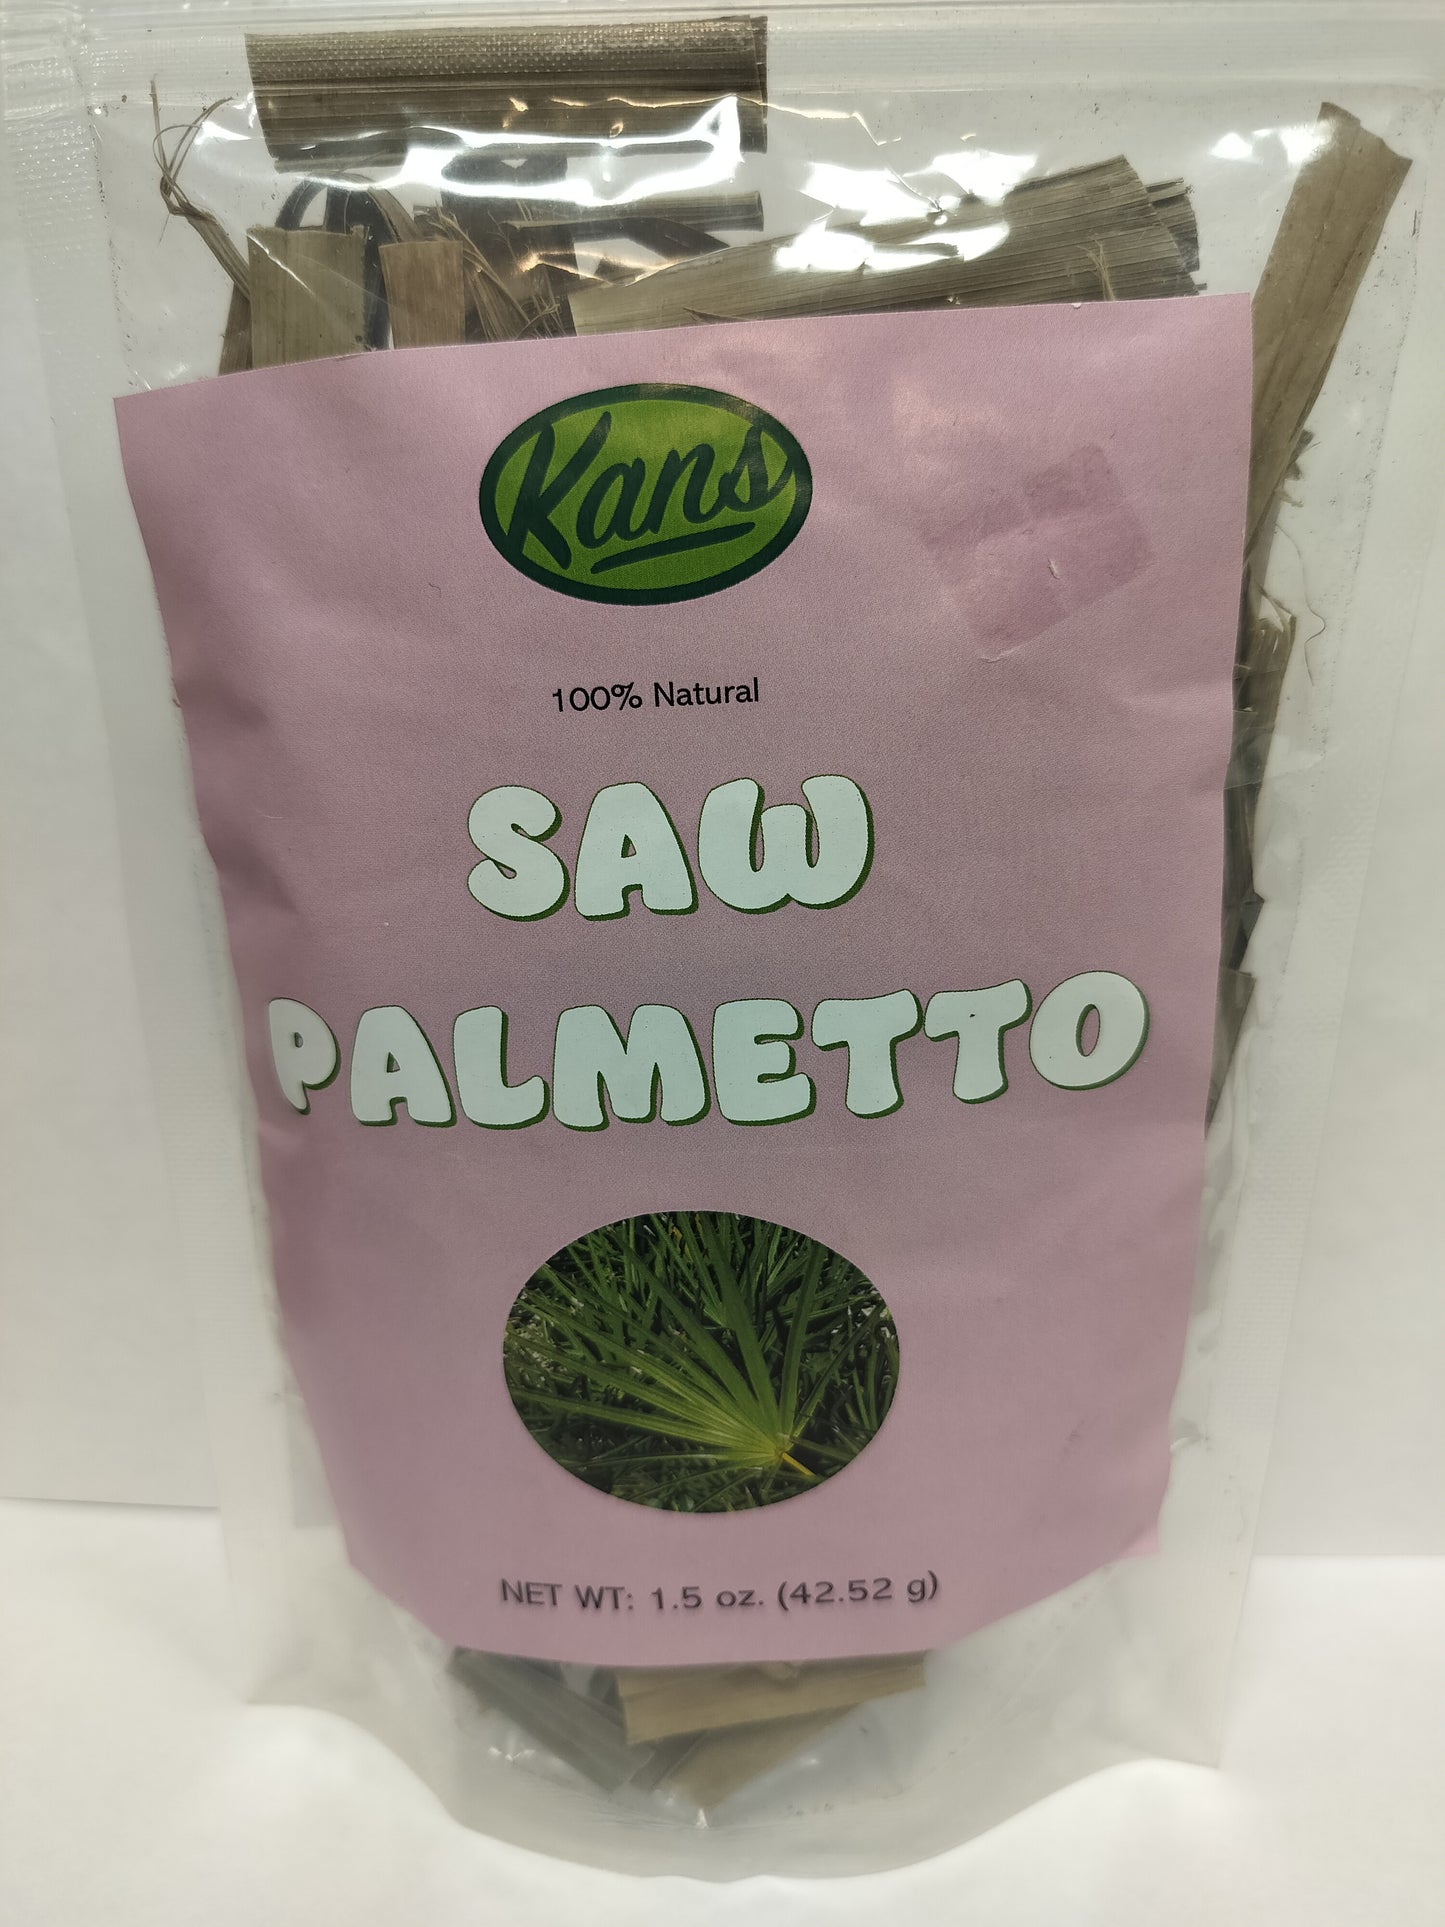 Kans
100% Natural
SAW
PALMETTO
NET WT: 1.5 oz. (42.52 g)